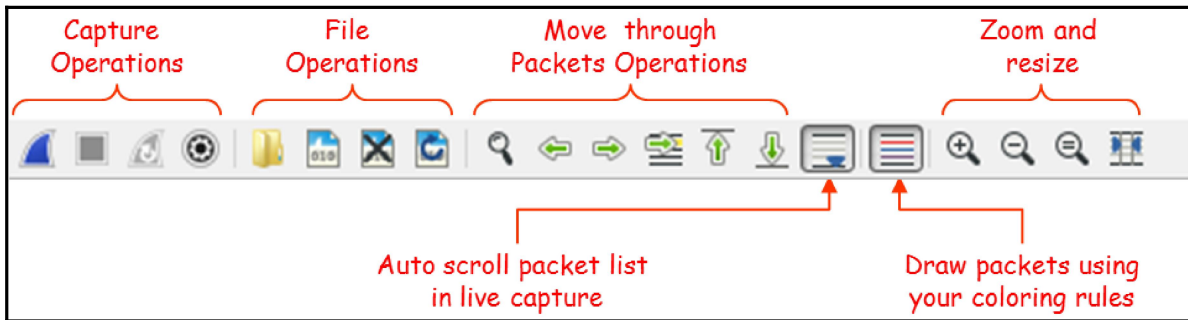 Capture
Operations
File
Operations
Move through
Packets Operations
Zoom and
resize
010
Auto scroll packet list
in live capture
Draw packets using
your coloring rules